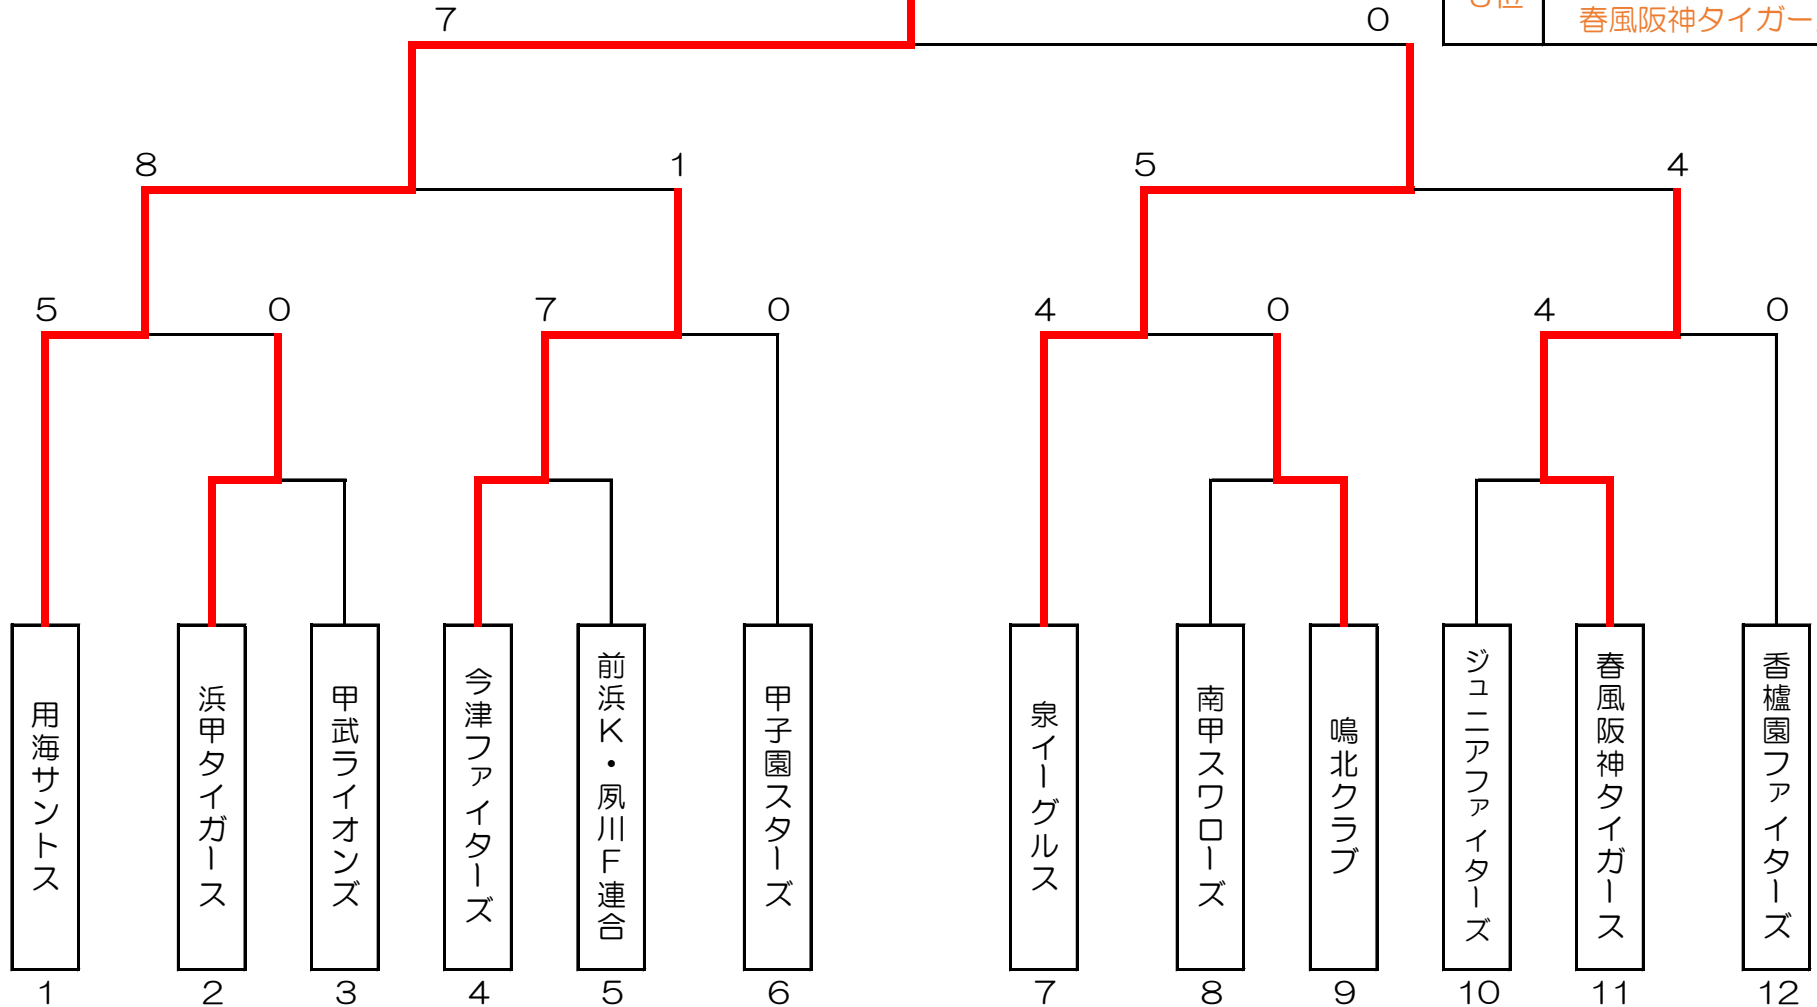 7
0
春風阪神タイガー
8
1
5
4
5
0
7
0
4
0
4
0
用海サントス
浜甲タイガース
甲武ライオンズ
今津ファイターズ
前浜K・夙川F連合
甲子園スターズ
泉イーグルス
南甲スワローズ
鳴北クラブ
ジュニアファイターズ
春風阪神タイガース
香櫨園ファイターズ
1
2
3
4
5
6
7
8
9
10
11
12